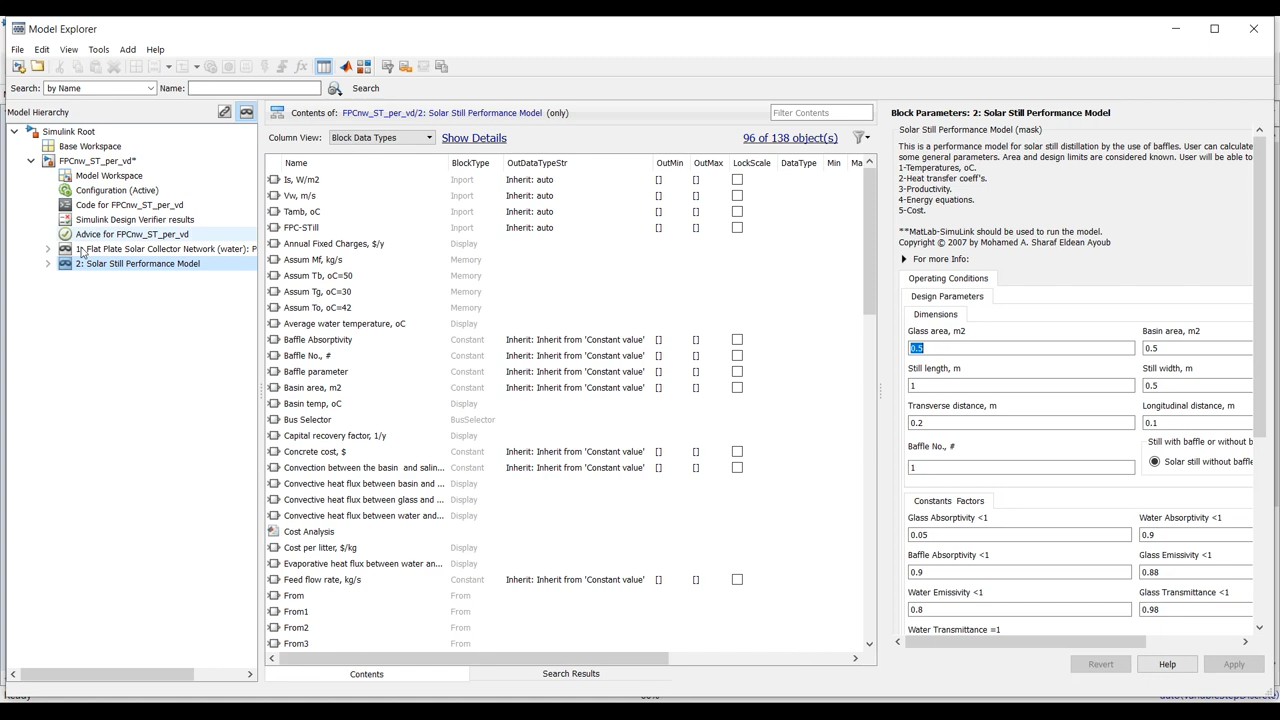 Model Explorer
File Edit View Tools Add Help
Search: by Name Name: Search
Model Hierarchy
Simulink Root
Base Workspace
FPCnw_ST_per_vd*
Model Workspace
Configuration (Active)
Code for FPCnw_ST_per_vd
Simulink Design Verifier results
Advice for FPCnw_ST_per_vd
1: Flat Plate Solar Collector Network (water): P
2: Solar Still Performance Model
Contents of: FPCnw_ST_per_vd/2: Solar Still Performance Model (only) Filter Contents
Column View: Block Data Types Show Details 96 of 138 object(s)
Name BlockType OutDataTypeStr OutMin OutMax LockScale DataType Min Ma
Is, W/m2 Inport Inherit: auto [] []
Vw, m/s Inport Inherit: auto [] []
Tamb, oC Inport Inherit: auto [] []
FPC-STill Inport Inherit: auto [] []
Annual Fixed Charges, $/y Display
Assum Mf, kg/s Memory
Assum Tb, oC=50 Memory
Assum Tg, oC=30 Memory
Assum To, oC=42 Memory
Average water temperature, oC Display
Baffle Absorptivity Constant Inherit: Inherit from 'Constant value' [] []
Baffle No., # Constant Inherit: Inherit from 'Constant value' [] []
Baffle parameter Constant Inherit: Inherit from 'Constant value' [] []
Basin area, m2 Constant Inherit: Inherit from 'Constant value' [] []
Basin temp, oC Display
Bus Selector BusSelector
Capital recovery factor, 1/y Display
Concrete cost, $ Constant Inherit: Inherit from 'Constant value' [] []
Convection between the basin and salin... Constant Inherit: Inherit from 'Constant value' [] []
Convective heat flux between basin and ... Display
Convective heat flux between glass and ... Display
Convective heat flux between water and... Display
Cost Analysis
Cost per litter, $/kg Display
Evaporative heat flux between water an... Display
Feed flow rate, kg/s Constant Inherit: Inherit from 'Constant value' [] []
From From
From1 From
From2 From
From3 From
Contents Search Results
Block Parameters: 2: Solar Still Performance Model
Solar Still Performance Model (mask)
This is a performance model for solar still distillation by the use of baffles. User can calculate
some general parameters. Area and design limits are considered known. User will be able to
1-Temperatures, oC.
2-Heat transfer coeff's.
3-Productivity.
4-Energy equations.
5-Cost.
**MatLab-SimuLink should be used to run the model.
Copyright © 2007 by Mohamed A. Sharaf Eldean Ayoub
For more Info:
Operating Conditions
Design Parameters
Dimensions
Glass area, m2 Basin area, m2
0.5 0.5
Still length, m Still width, m
1 0.5
Transverse distance, m Longitudinal distance, m
0.2 0.1
Baffle No., # Still with baffle or without b
1 Solar still without baffle
Constants Factors
Glass Absorptivity <1 Water Absorptivity <1
0.05 0.9
Baffle Absorptivity <1 Glass Emissivity <1
0.9 0.88
Water Emissivity <1 Glass Transmittance <1
0.8 0.98
Water Transmittance =1
Revert Help Apply